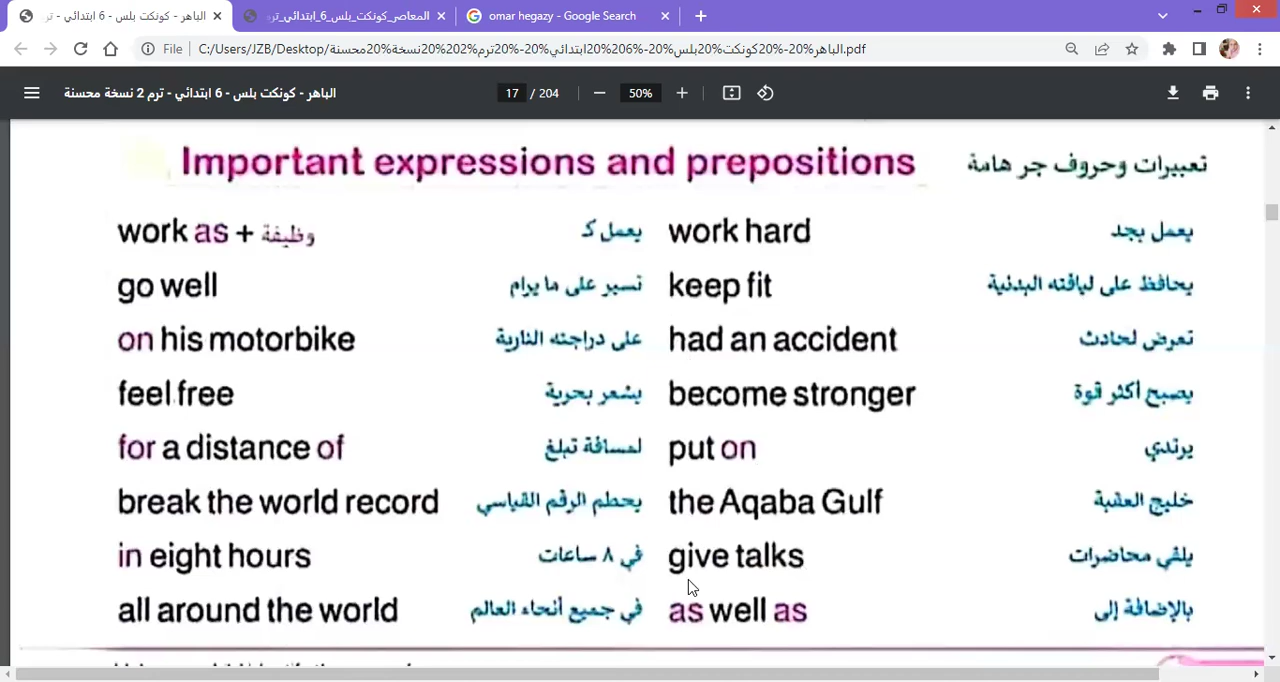 الباهر - كونكت بلس - 6 ابتدائي - تر
المعاصر_كونكت_بلس_6_ابتدائي_تر
omar hegazy - Google Search
File
C:/Users/JZB/Desktop/الباهر%20-%20كونكت%20بلس%20-%206%20ابتدائي%20-%20ترم%202%20نسخة%20محسنة.pdf
الباهر - كونكت بلس - 6 ابتدائي - ترم 2 نسخة محسنة
17 / 204
50%
Important expressions and prepositions تعبيرات وحروف جر هامة
work as + وظيفة يعمل كـ work hard يعمل بجد
go well تسير على ما يرام keep fit يحافظ على لياقته البدنية
on his motorbike على دراجته النارية had an accident تعرض لحادث
feel free يشعر بحرية become stronger يصبح أكثر قوة
for a distance of لمسافة تبلغ put on يرتدي
break the world record يحطم الرقم القياسي the Aqaba Gulf خليج العقبة
in eight hours في ٨ ساعات give talks يلقي محاضرات
all around the world في جميع أنحاء العالم as well as بالإضافة إلى